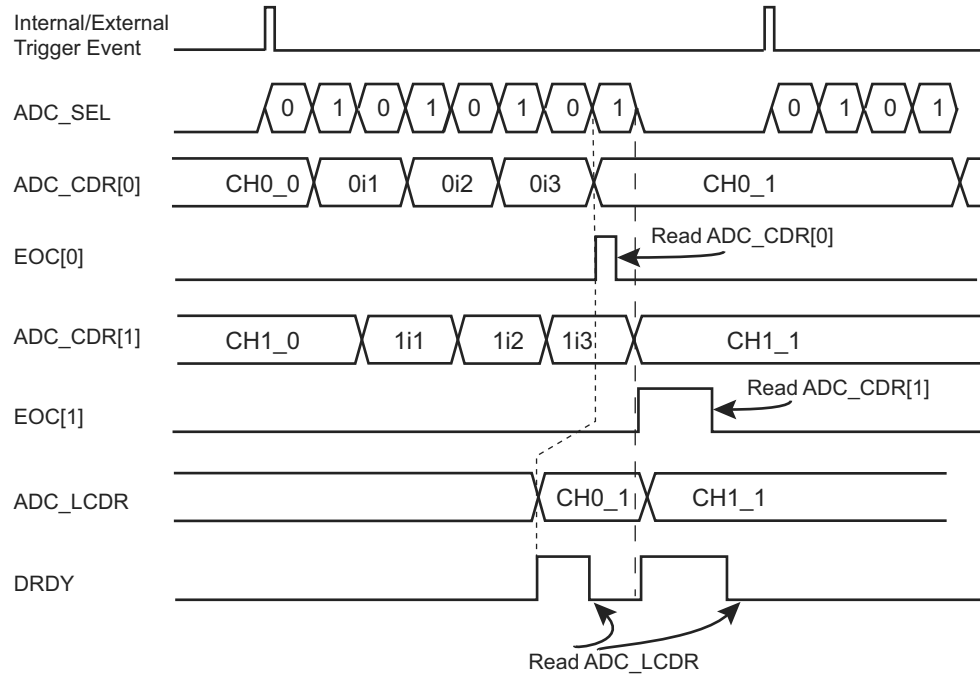 Internal/External
Trigger Event
ADC_SEL
0 1 0 1 0 1 0 1 0 1 0 1
ADC_CDR[0]
CH0_0 0i1 0i2 0i3 CH0_1
EOC[0]
Read ADC_CDR[0]
ADC_CDR[1]
CH1_0 1i1 1i2 1i3 CH1_1
EOC[1]
Read ADC_CDR[1]
ADC_LCDR
CH0_1 CH1_1
DRDY
Read ADC_LCDR